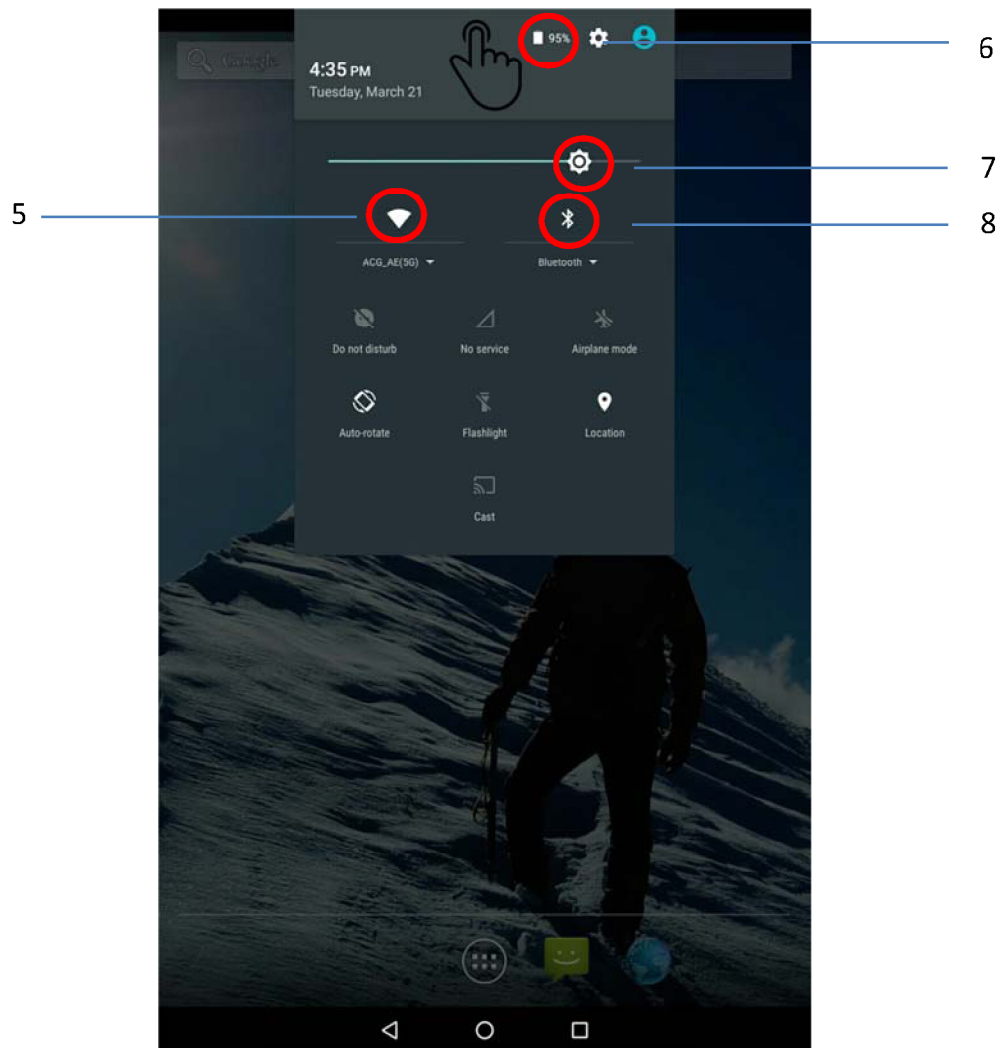 95%
6
Google
4:35 PM
Tuesday, March 21
7
5
8
ACG_AE(5G)
Bluetooth
Do not disturb
No service
Airplane mode
Auto-rotate
Flashlight
Location
Cast